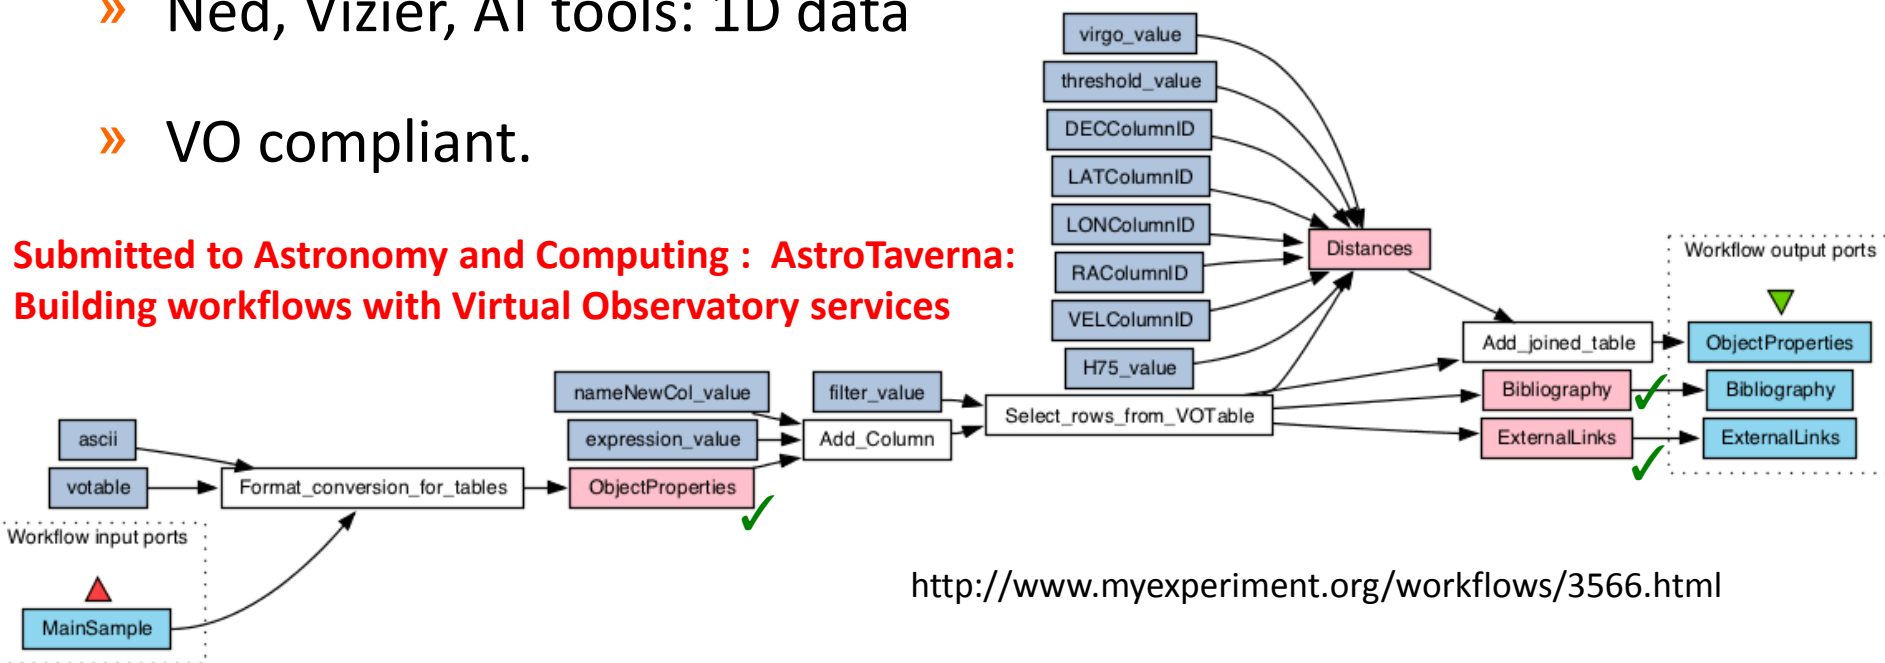 » Ned, Vizier, AT tools: 1D data
» VO compliant.
Submitted to Astronomy and Computing : AstroTaverna:
Building workflows with Virtual Observatory services
virgo_value
threshold_value
DECColumnID
LATColumnID
LONColumnID
RAColumnID
VELColumnID
H75_value
Distances
Workflow output ports
Add_joined_table
ObjectProperties
Bibliography
Bibliography
ExternalLinks
ExternalLinks
nameNewCol_value
filter_value
expression_value
Add_Column
Select_rows_from_VOTable
ascii
votable
Format_conversion_for_tables
ObjectProperties
Workflow input ports
MainSample
http://www.myexperiment.org/workflows/3566.html